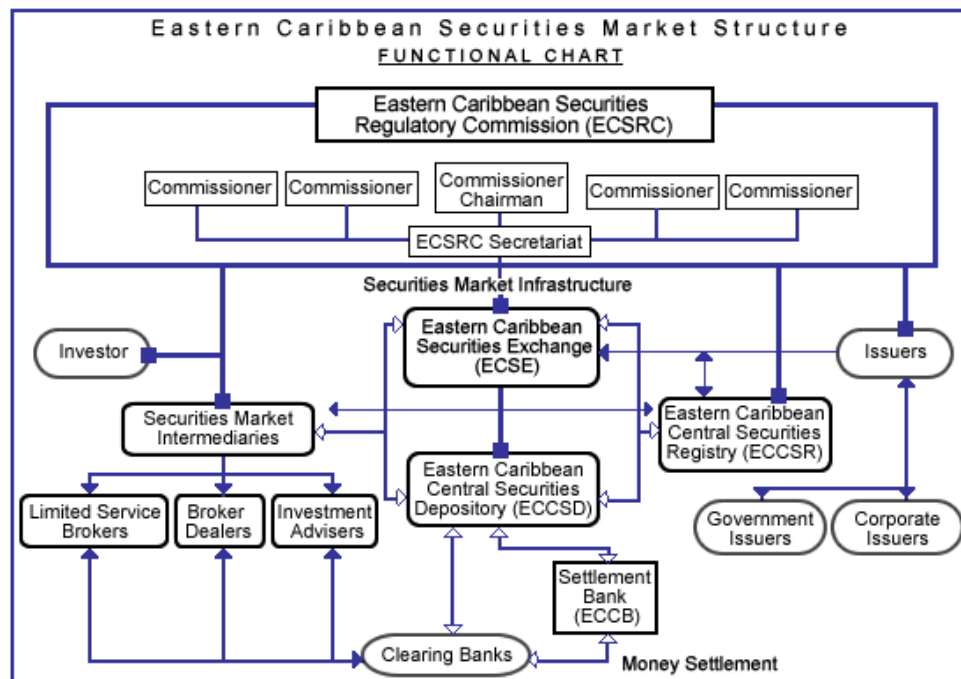 Eastern Caribbean Securities Market Structure
FUNCTIONAL CHART
Eastern Caribbean Securities
Regulatory Commission (ECSRC)
Commissioner
Commissioner
Commissioner
Chairman
Commissioner
Commissioner
ECSRC Secretariat
Securities Market Infrastructure
Investor
Eastern Caribbean
Securities Exchange
(ECSE)
Issuers
Securities Market
Intermediaries
Eastern Caribbean
Central Securities
Registry (ECCSR)
Eastern Caribbean
Central Securities
Depository (ECCSD)
Limited Service
Brokers
Broker
Dealers
Investment
Advisers
Government
Issuers
Corporate
Issuers
Settlement
Bank
(ECCB)
Clearing Banks
Money Settlement